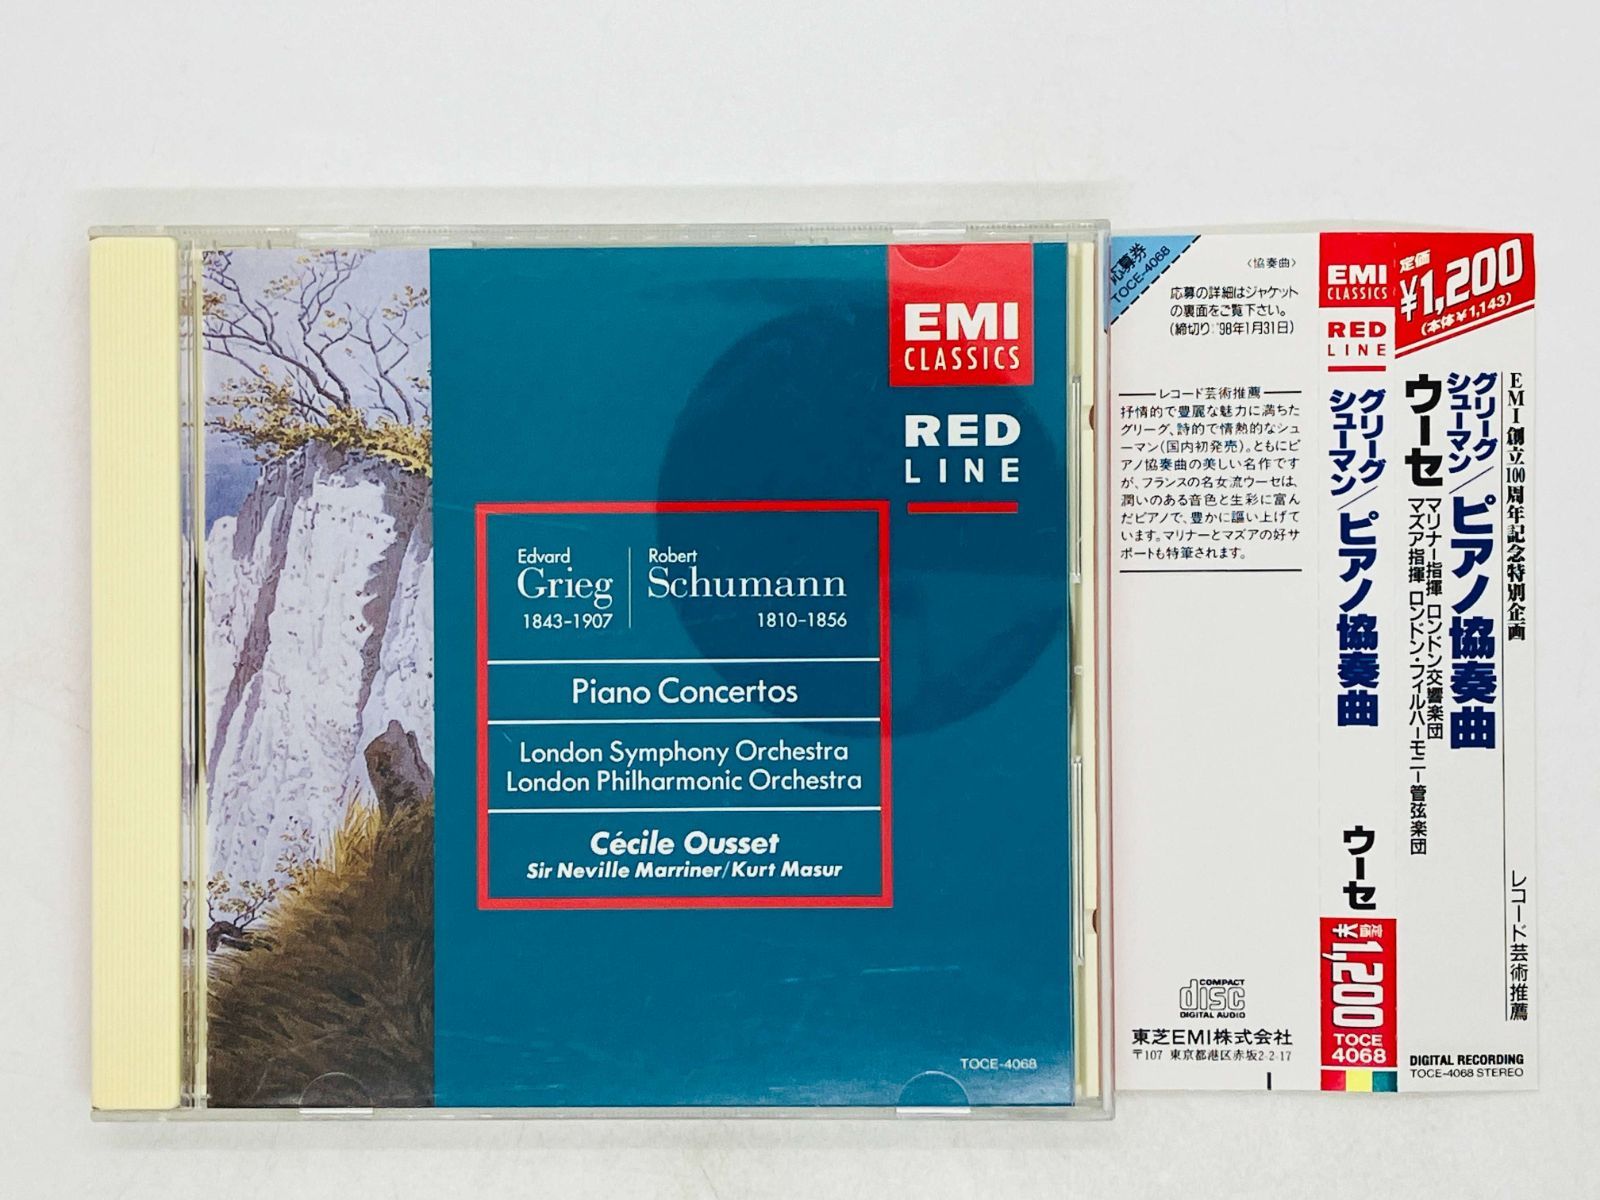 EMI
CLASSICS
RED
LINE
Edvard
Grieg
1843-1907
Robert
Schumann
1810-1856
Piano Concertos
London Symphony Orchestra
London Philharmonic Orchestra
Cécile Ousset
Sir Neville Marriner/Kurt Masur
TOCE-4068
応募券
TOCE-4068
〈協奏曲〉
応募の詳細はジャケット
の裏面をご覧下さい。
(締切り:'98年1月31日)
レコード芸術推薦
抒情的で豊麗な魅力に満ちた
グリーグ、詩的で情熱的なシュ
ーマン(国内初発売)。ともにピ
アノ協奏曲の美しい名作です
が、フランスの名女流ウーセは、
潤いのある音色と生彩に富ん
だピアノで、豊かに謳い上げて
います。マリナーとマズアの好サ
ポートも特筆されます。
COMPACT
disc
DIGITAL AUDIO
東芝EMI株式会社
〒107 東京都港区赤坂2-2-17
EMI
CLASSICS
RED
LINE
グリーグ/
シューマン/
ピアノ協奏曲
ウーセ
定価
¥1,200
TOCE
4068
定価
¥1,200
(本体¥1,143)
EMI創立100周年記念特別企画
レコード芸術推薦
グリーグ/
シューマン/
ピアノ協奏曲
ウーセ
マリナー指揮 ロンドン交響楽団
マズア指揮 ロンドン・フィルハーモニー管弦楽団
DIGITAL RECORDING
TOCE-4068 STEREO